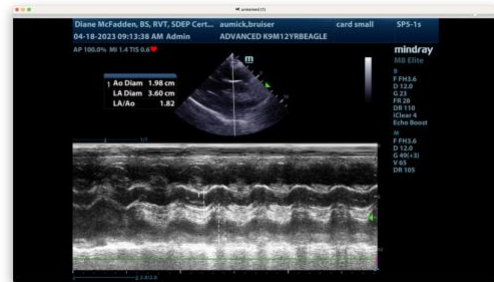 Diane McFadden, BS, RVT, SDEP Cert... aumick,bruiser card small SP5-1s
04-18-2023 09:13:38 AM Admin ADVANCED K9M12YRBEAGLE
AP 100.0% MI 1.4 TIS 0.6
mindray
M8 Elite
1 Ao Diam 1.98 cm
LA Diam 3.60 cm
LA/Ao 1.82
m
B
F FH3.6
D 12.0
G 23
FR 20
DR 110
iClear 4
Echo Boost
M
F FH3.6
D 12.0
G 49(+3)
V 65
DR 105